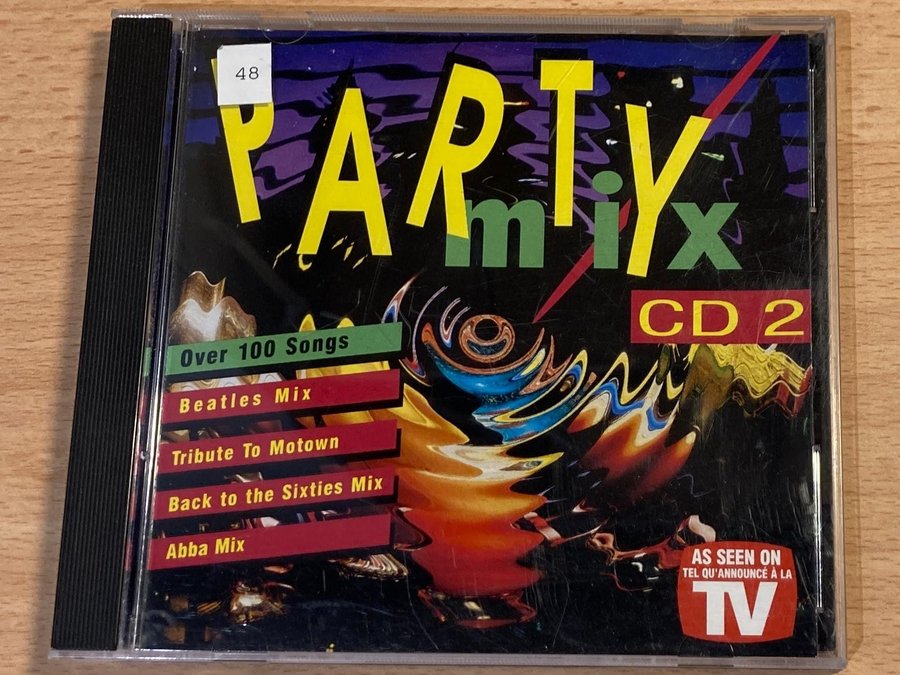 48
PARTY
mix
CD 2
Over 100 Songs
Beatles Mix
Tribute To Motown
Back to the Sixties Mix
Abba Mix
AS SEEN ON
TEL QU'ANNOUNCÉ À LA
TV